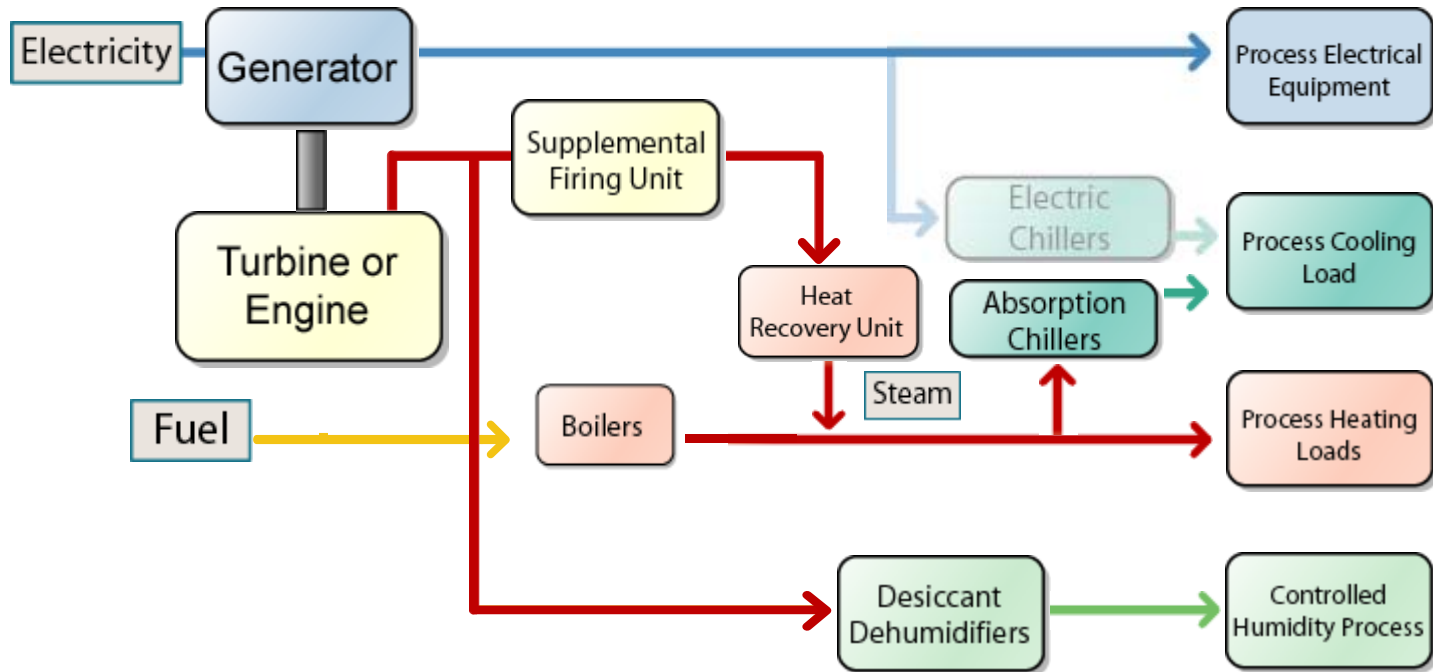 Electricity
Generator
Process Electrical
Equipment
Supplemental
Firing Unit
Electric
Chillers
Turbine or
Engine
Process Cooling
Load
Heat
Recovery Unit
Absorption
Chillers
Steam
Fuel
Boilers
Process Heating
Loads
Desiccant
Dehumidifiers
Controlled
Humidity Process